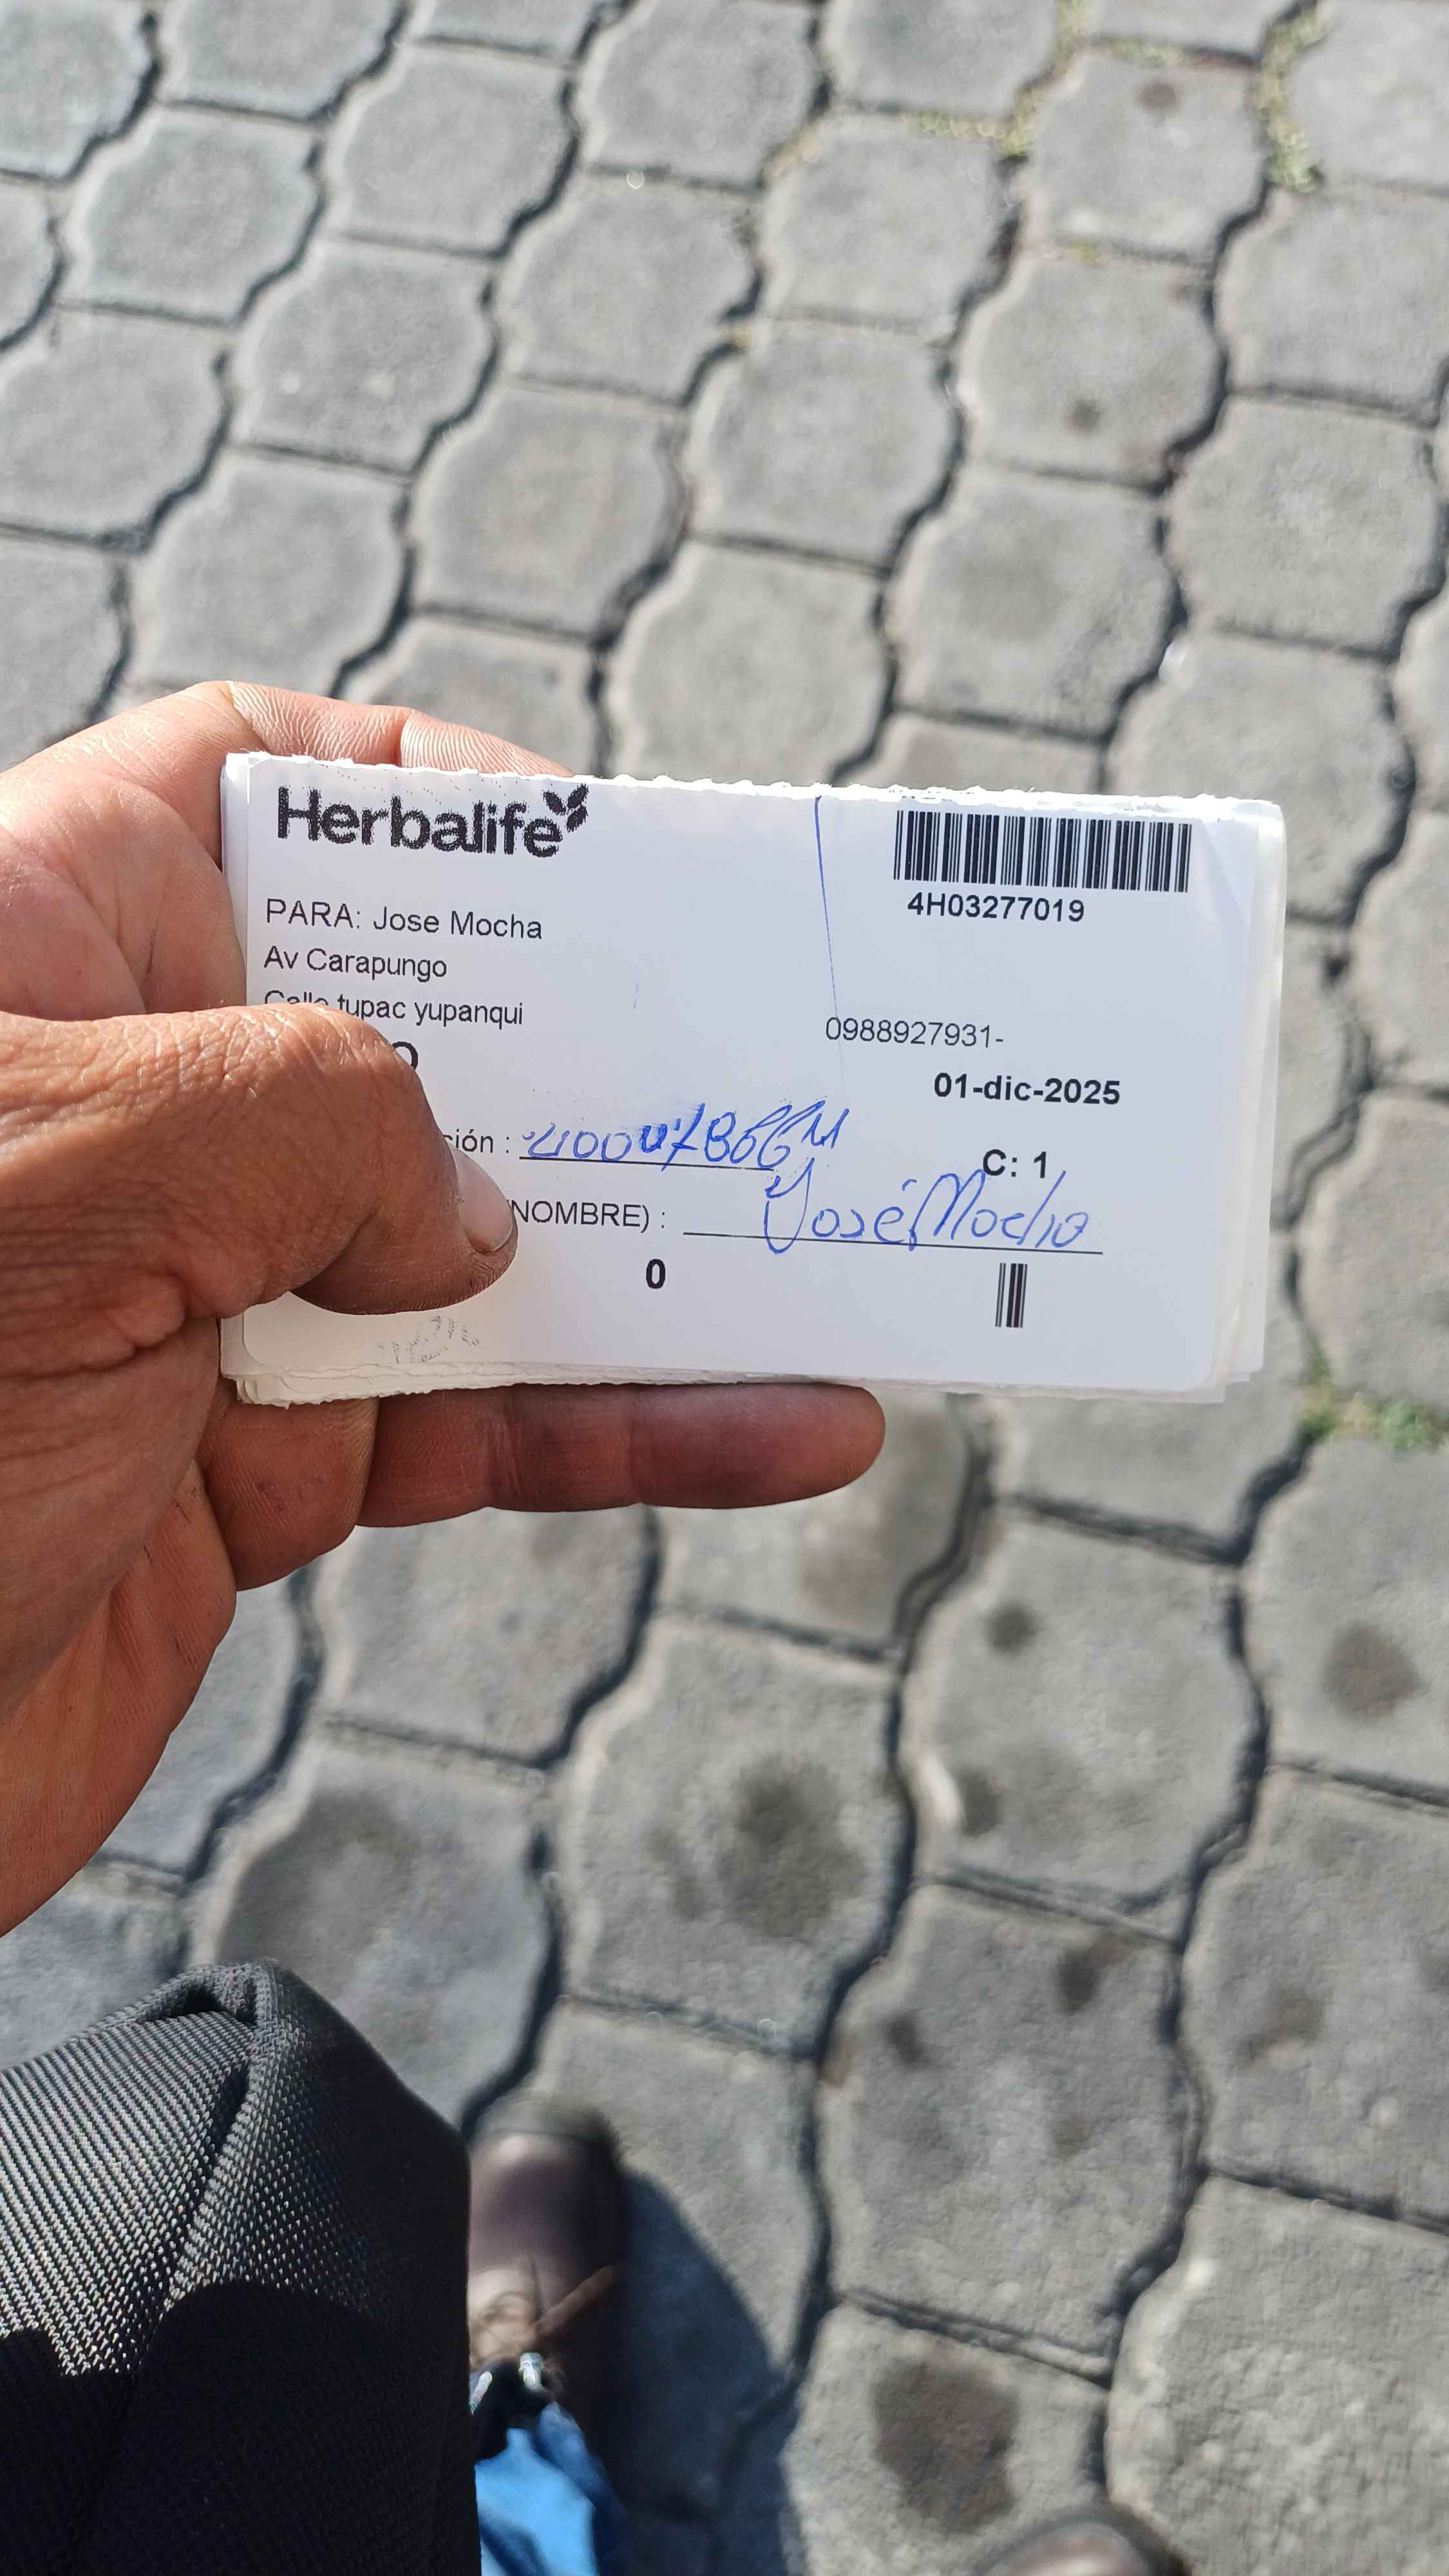 Herbalife
4H03277019
PARA: Jose Mocha
Av Carapungo
Calle tupac yupanqui
0988927931-
01-dic-2025
ción :
C: 1
NOMBRE) : José Mocha
0